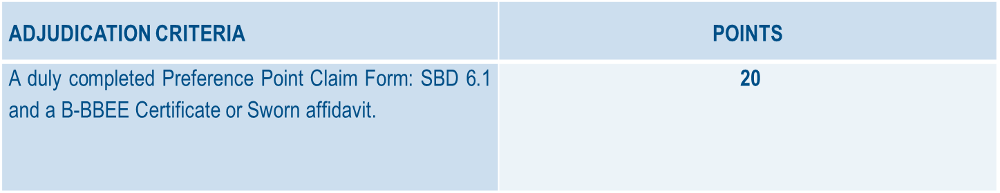 ADJUDICATION CRITERIA
POINTS
A duly completed Preference Point Claim Form: SBD 6.1
and a B-BBEE Certificate or Sworn affidavit.
20